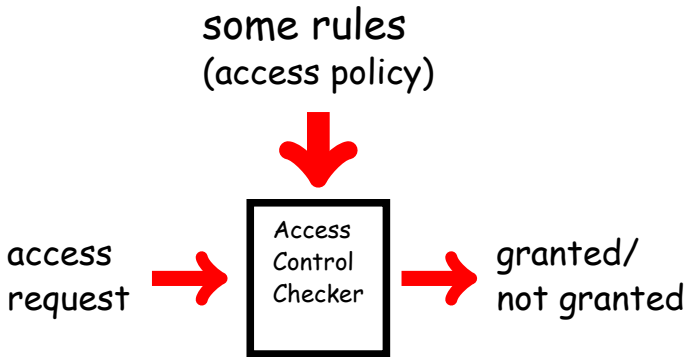 some rules
(access policy)
Access
Control
Checker
access
request
granted/
not granted